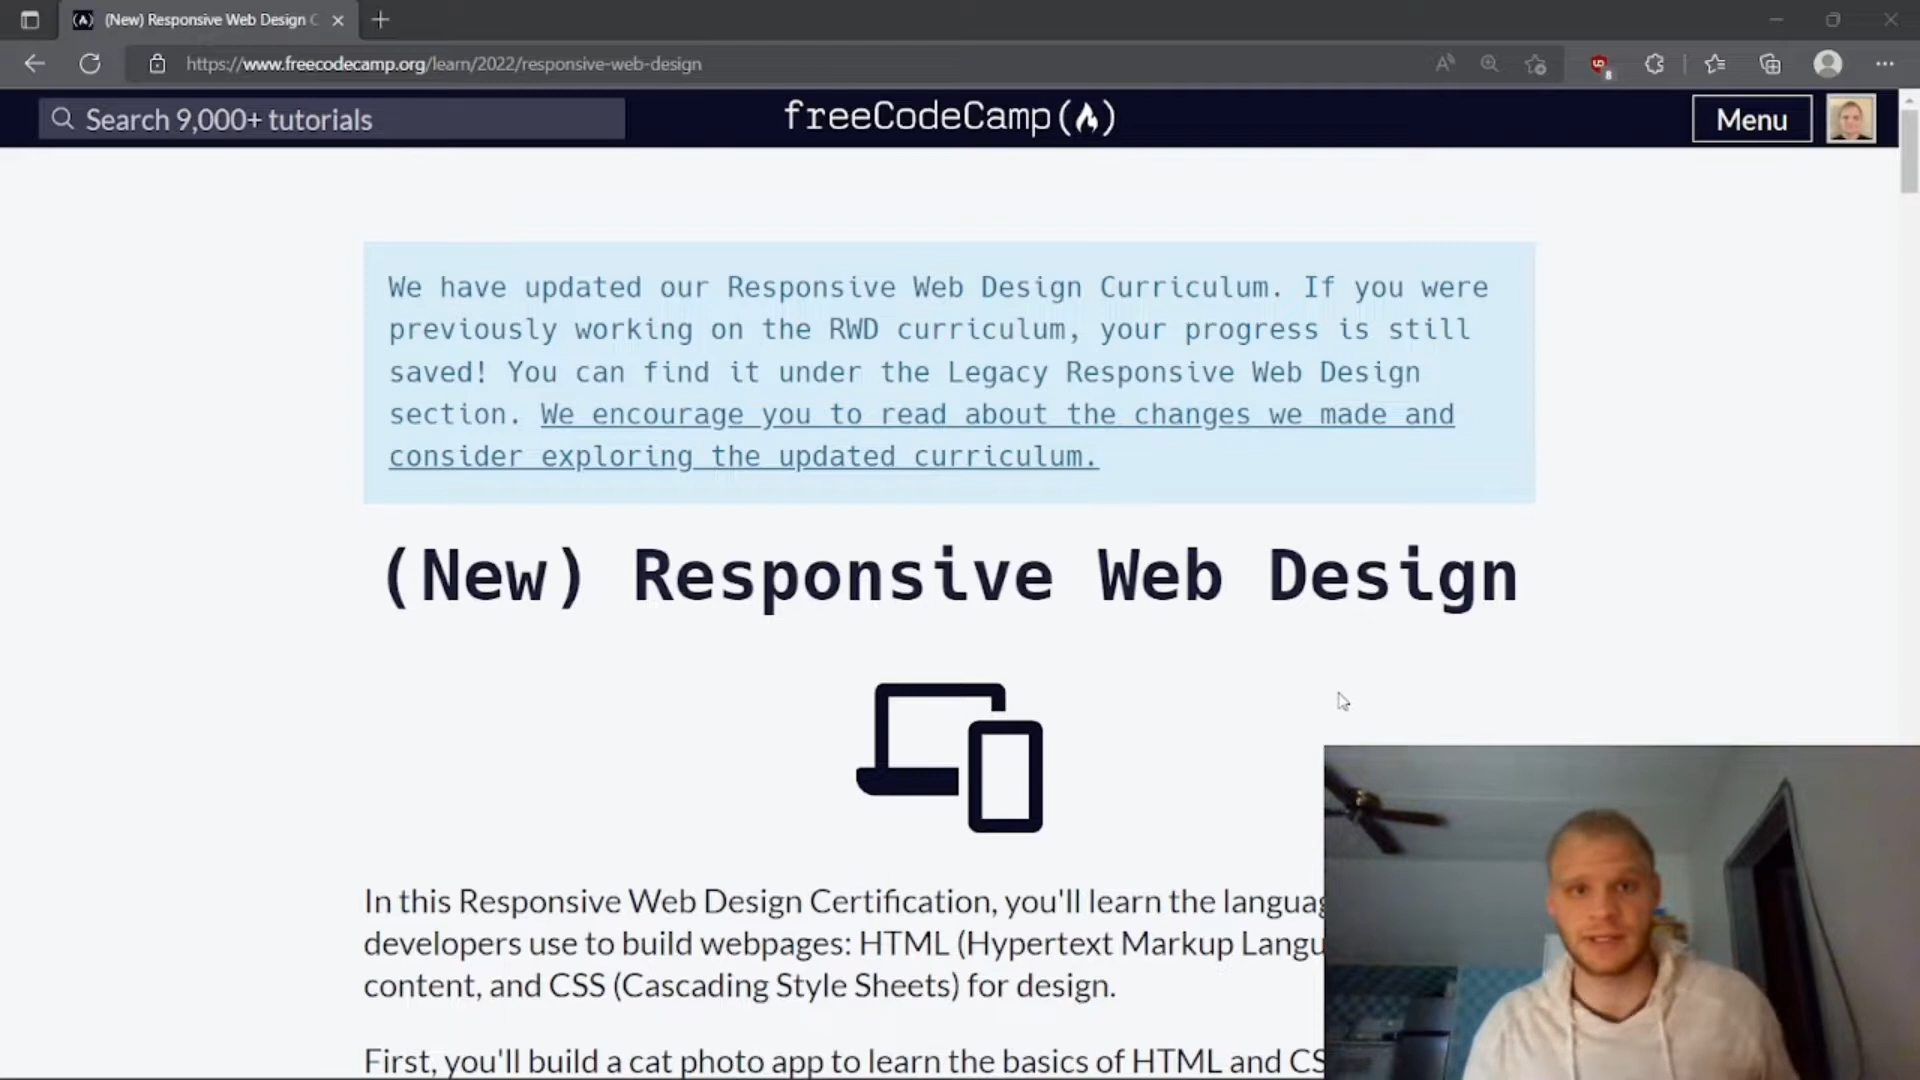 (New) Responsive Web Design C
https://www.freecodecamp.org/learn/2022/responsive-web-design
8
Search 9,000+ tutorials
freeCodeCamp
Menu
We have updated our Responsive Web Design Curriculum. If you were
previously working on the RWD curriculum, your progress is still
saved! You can find it under the Legacy Responsive Web Design
section. We encourage you to read about the changes we made and
consider exploring the updated curriculum.
(New) Responsive Web Design
In this Responsive Web Design Certification, you'll learn the languag
developers use to build webpages: HTML (Hypertext Markup Langu
content, and CSS (Cascading Style Sheets) for design.
First, you'll build a cat photo app to learn the basics of HTML and CS